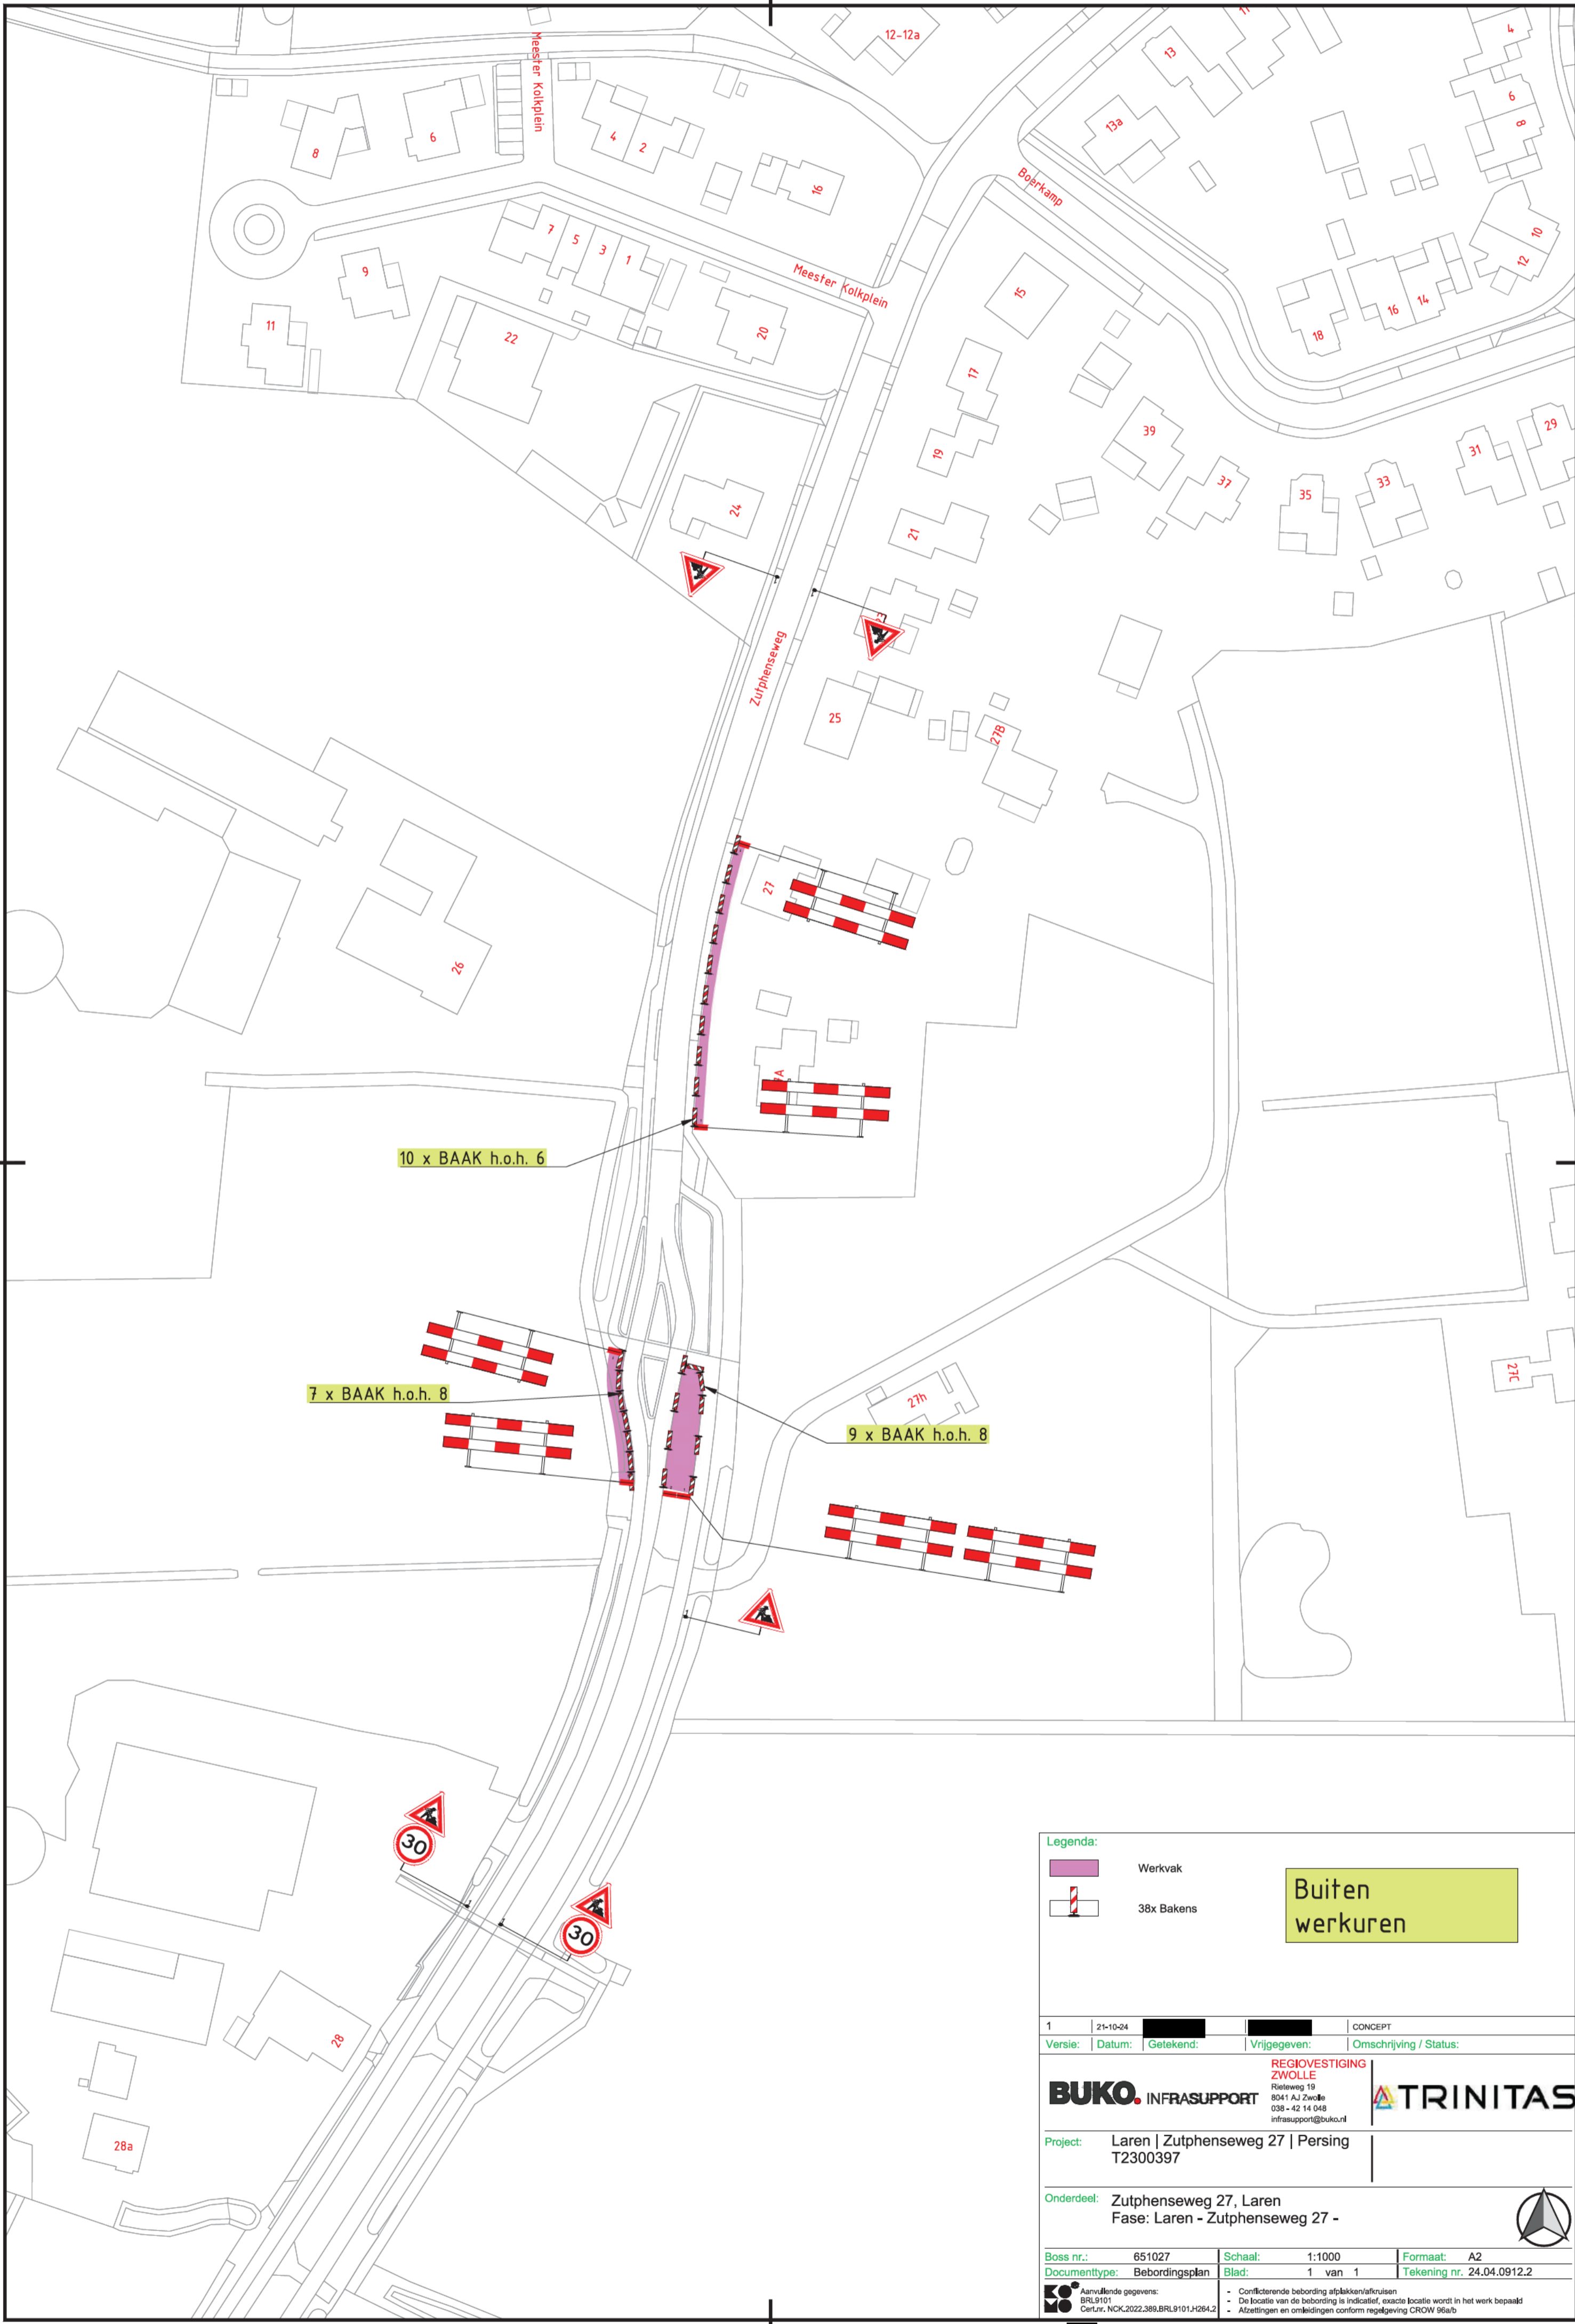 Meester Kolkplein
12-12a
13
11
4
6
8
13a
8
6
4
2
16
Boerkamp
10
12
7
5
3
1
9
Meester Kolkplein
15
16
14
18
11
22
20
17
39
29
31
19
37
35
33
24
21
Zutphenseweg
25
27B
27
26
10 x BAAK h.o.h. 6
7 x BAAK h.o.h. 8
27h
27C
9 x BAAK h.o.h. 8
30
30
28
28a
Legenda:
Werkvak
38x Bakens
Buiten
werkuren
1 21-10-24 CONCEPT
Versie: Datum: Getekend: Vrijgegeven: Omschrijving / Status:
BUKO. INFRASUPPORT
REGIOVESTIGING
ZWOLLE
Rieteweg 19
8041 AJ Zwolle
038 - 42 14 048
infrasupport@buko.nl
TRINITAS
Project: Laren | Zutphenseweg 27 | Persing
T2300397
Onderdeel: Zutphenseweg 27, Laren
Fase: Laren - Zutphenseweg 27 -
Boss nr.: 651027 Schaal: 1:1000 Formaat: A2
Documenttype: Bebordingsplan Blad: 1 van 1 Tekening nr. 24.04.0912.2
KOMO
Aanvullende gegevens:
BRL9101
Cert.nr. NCK.2022.389.BRL9101.H264.2
- Conflicterende bebording afplakken/afkruisen
- De locatie van de bebording is indicatief, exacte locatie wordt in het werk bepaald
- Afzettingen en omleidingen conform regelgeving CROW 96a/b